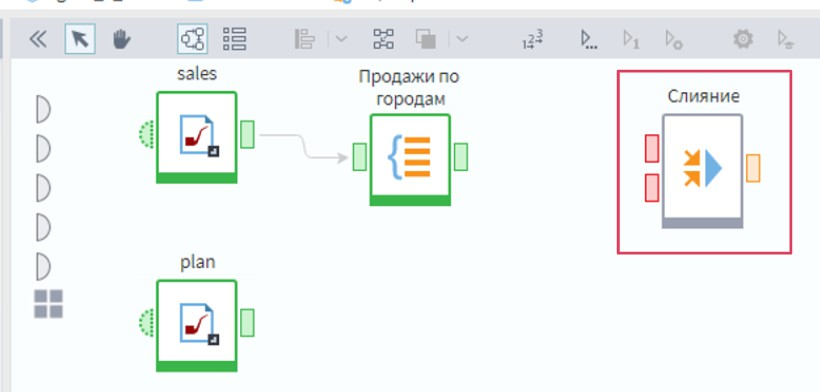 sales
Продажи по
городам
Слияние
plan